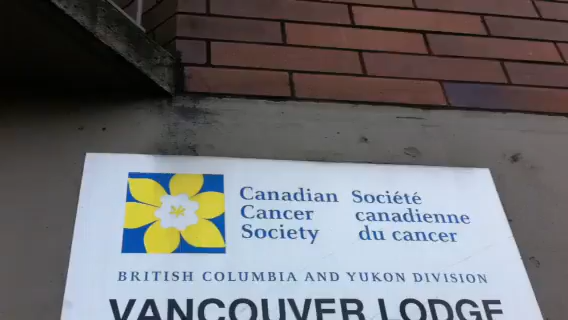 Canadian Société
Cancer canadienne
Society du cancer
BRITISH COLUMBIA AND YUKON DIVISION
VANCOUVER LODGE